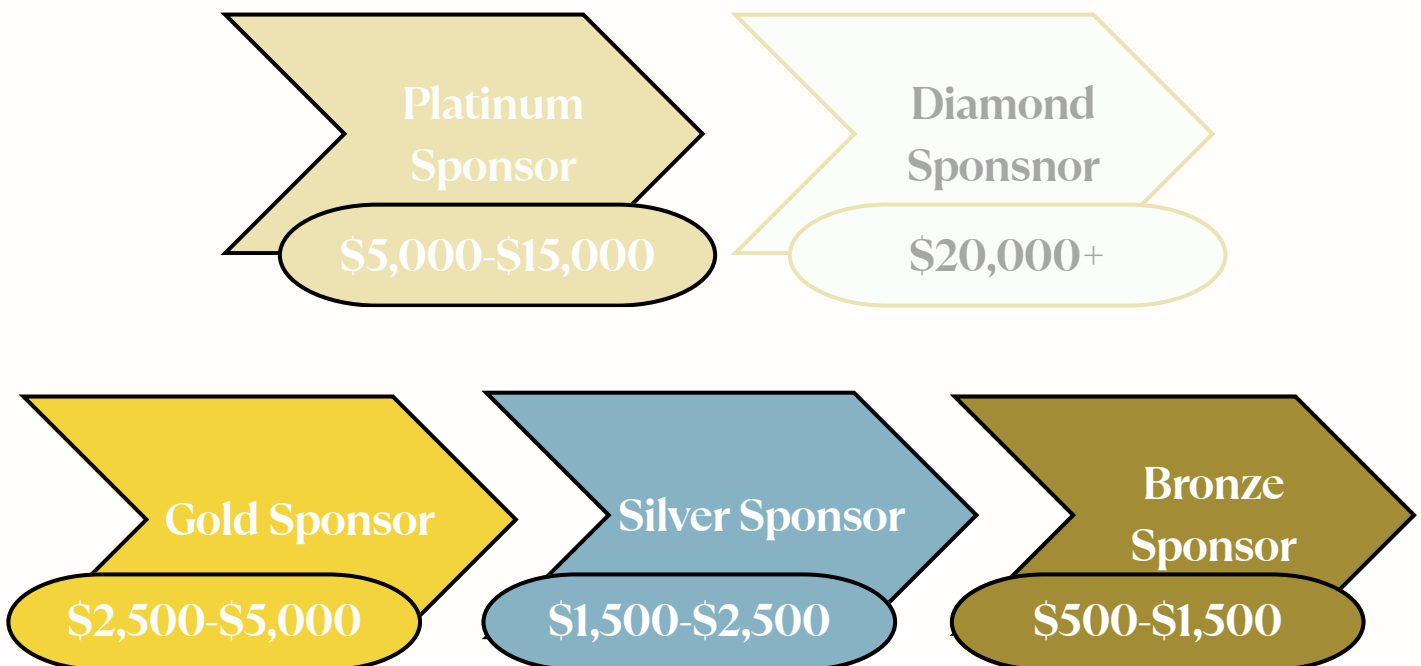 Platinum
Sponsor
$5,000-$15,000
Diamond
Sponsnor
$20,000+
Gold Sponsor
$2,500-$5,000
Silver Sponsor
$1,500-$2,500
Bronze
Sponsor
$500-$1,500